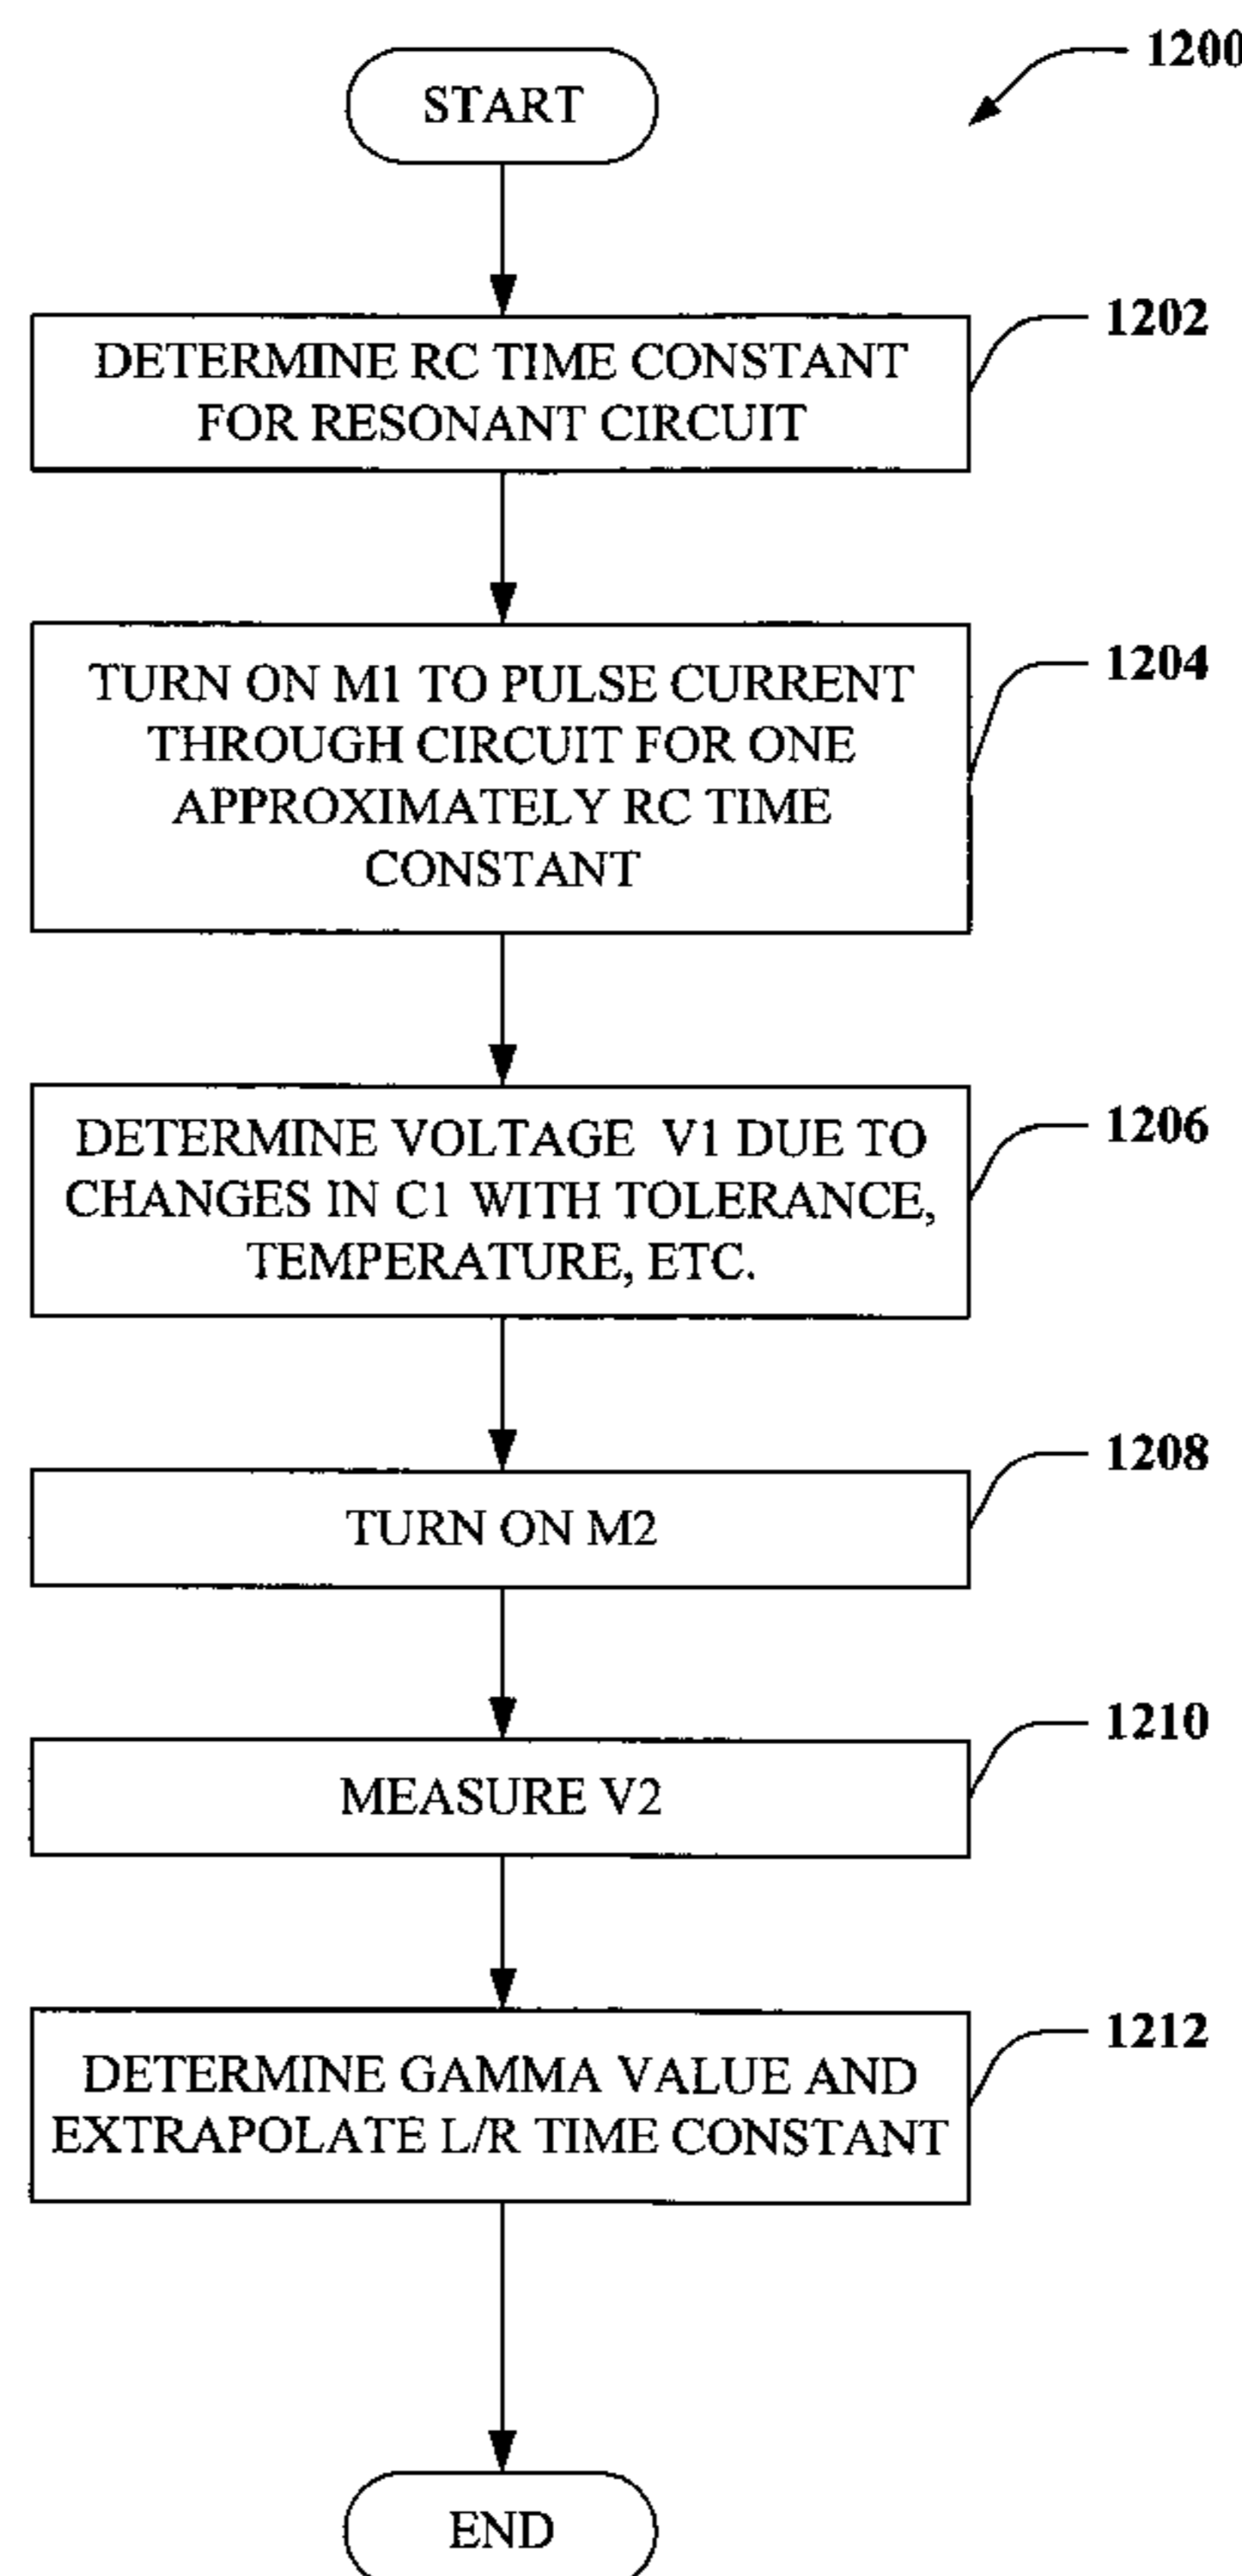 1200
START
1202
DETERMINE RC TIME CONSTANT
FOR RESONANT CIRCUIT
1204
TURN ON M1 TO PULSE CURRENT
THROUGH CIRCUIT FOR ONE
APPROXIMATELY RC TIME
CONSTANT
1206
DETERMINE VOLTAGE V1 DUE TO
CHANGES IN C1 WITH TOLERANCE,
TEMPERATURE, ETC.
1208
TURN ON M2
1210
MEASURE V2
1212
DETERMINE GAMMA VALUE AND
EXTRAPOLATE L/R TIME CONSTANT
END